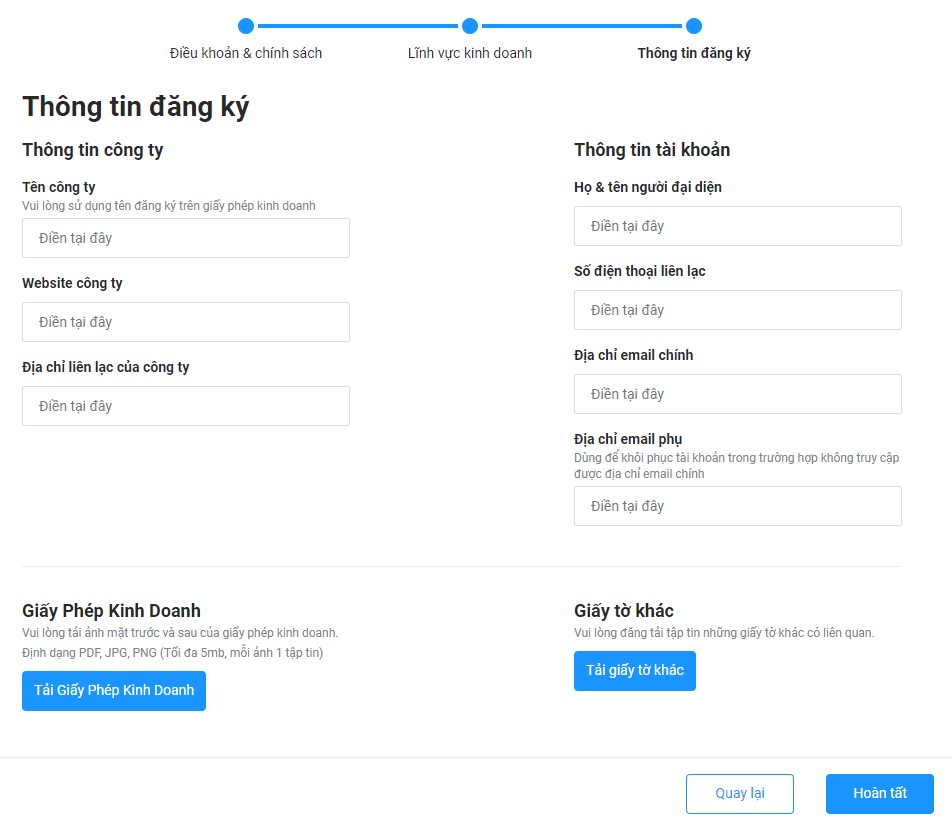 Điều khoản & chính sách
Lĩnh vực kinh doanh
Thông tin đăng ký
Thông tin đăng ký
Thông tin công ty
Tên công ty
Vui lòng sử dụng tên đăng ký trên giấy phép kinh doanh
Điền tại đây
Website công ty
Điền tại đây
Địa chỉ liên lạc của công ty
Điền tại đây
Thông tin tài khoản
Họ & tên người đại diện
Điền tại đây
Số điện thoại liên lạc
Điền tại đây
Địa chỉ email chính
Điền tại đây
Địa chỉ email phụ
Dùng để khôi phục tài khoản trong trường hợp không truy cập
được địa chỉ email chính
Điền tại đây
Giấy Phép Kinh Doanh
Vui lòng tải ảnh mặt trước và sau của giấy phép kinh doanh.
Định dạng PDF, JPG, PNG (Tối đa 5mb, mỗi ảnh 1 tập tin)
Tải Giấy Phép Kinh Doanh
Giấy tờ khác
Vui lòng đăng tải tập tin những giấy tờ khác có liên quan.
Tải giấy tờ khác
Quay lại
Hoàn tất